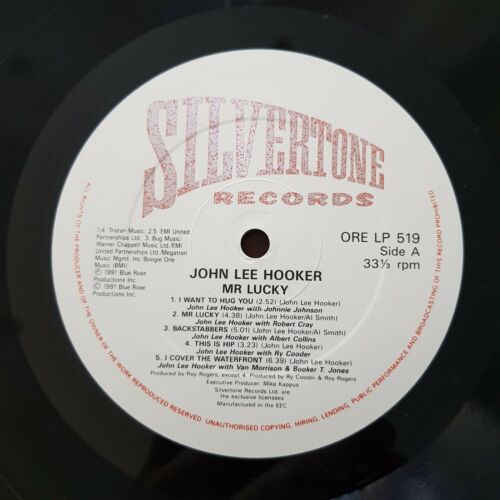 SILVERTONE
RECORDS
1,4. Tristan Music; 2,5. EMI United
Partnerships Ltd.; 3. Bug Music/
Warner Chappell Music Ltd./EMI
United Partnerships Ltd./Megatron
Music Mgmt. Inc./Boogie One
Music (BMI)
℗ 1991 Blue Rose
Productions Inc.
© 1991 Blue Rose
Productions Inc.
ORE LP 519
Side A
33⅓ rpm
JOHN LEE HOOKER
MR LUCKY
1. I WANT TO HUG YOU (2.52) (John Lee Hooker)
John Lee Hooker with Johnnie Johnson
2. MR LUCKY (4.38) (John Lee Hooker/Al Smith)
John Lee Hooker with Robert Cray
3. BACKSTABBERS (5.01) (John Lee Hooker/Al Smith)
John Lee Hooker with Albert Collins
4. THIS IS HIP (3.23) (John Lee Hooker)
John Lee Hooker with Ry Cooder
5. I COVER THE WATERFRONT (6.39) (John Lee Hooker)
John Lee Hooker with Van Morrison & Booker T. Jones
Produced by Roy Rogers, except 4. Produced by Ry Cooder & Roy Rogers
Executive Producer: Mike Kappus
Silvertone Records Ltd. are
the exclusive licensees
Manufactured in the EEC
ALL RIGHTS OF THE PRODUCER AND OF THE OWNER OF THE WORK REPRODUCED RESERVED. UNAUTHORISED COPYING, HIRING, LENDING, PUBLIC PERFORMANCE AND BROADCASTING OF THIS RECORD PROHIBITED